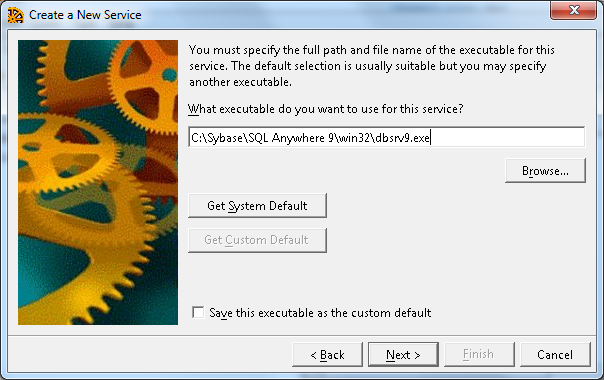 Create a New Service
You must specify the full path and file name of the executable for this
service. The default selection is usually suitable but you may specify
another executable.
What executable do you want to use for this service?
C:\Sybase\SQL Anywhere 9\win32\dbsrv9.exe
Browse...
Get System Default
Get Custom Default
Save this executable as the custom default
< Back
Next >
Finish
Cancel